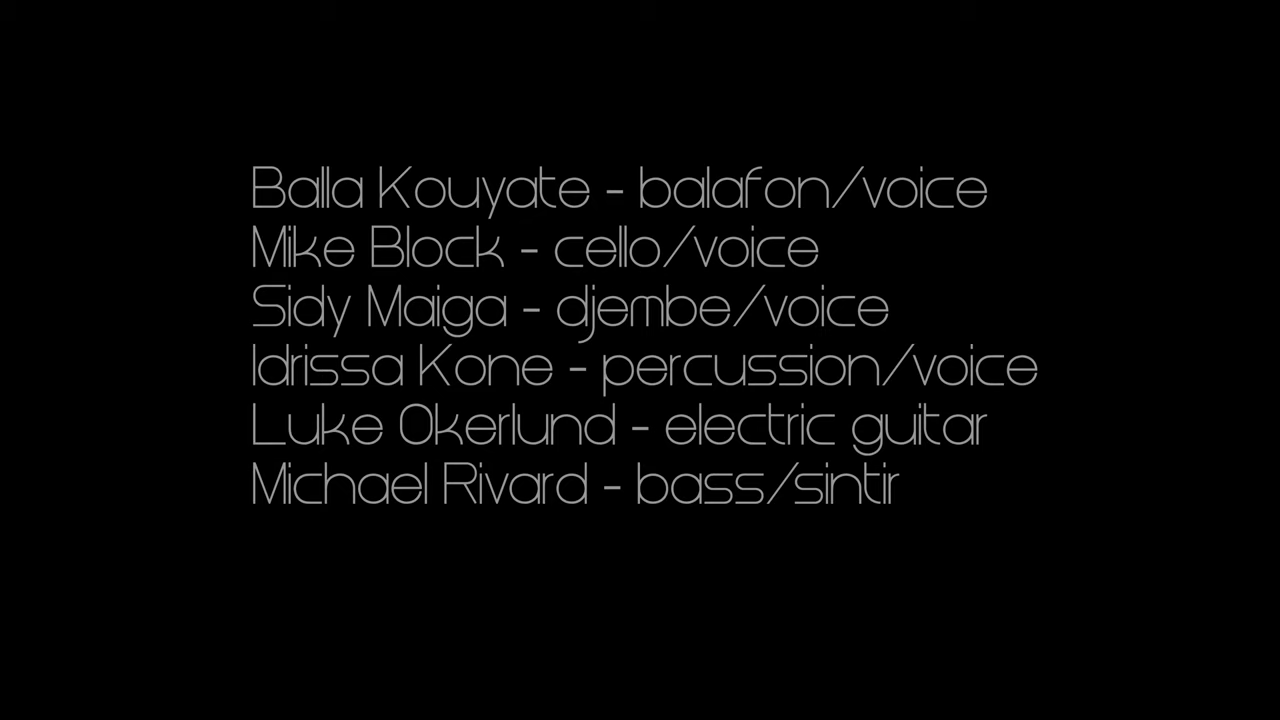 Balla Kouyate - balafon/voice
Mike Block - cello/voice
Sidy Maiga - djembe/voice
Idrissa Kone - percussion/voice
Luke Okerlund - electric guitar
Michael Rivard - bass/sintir